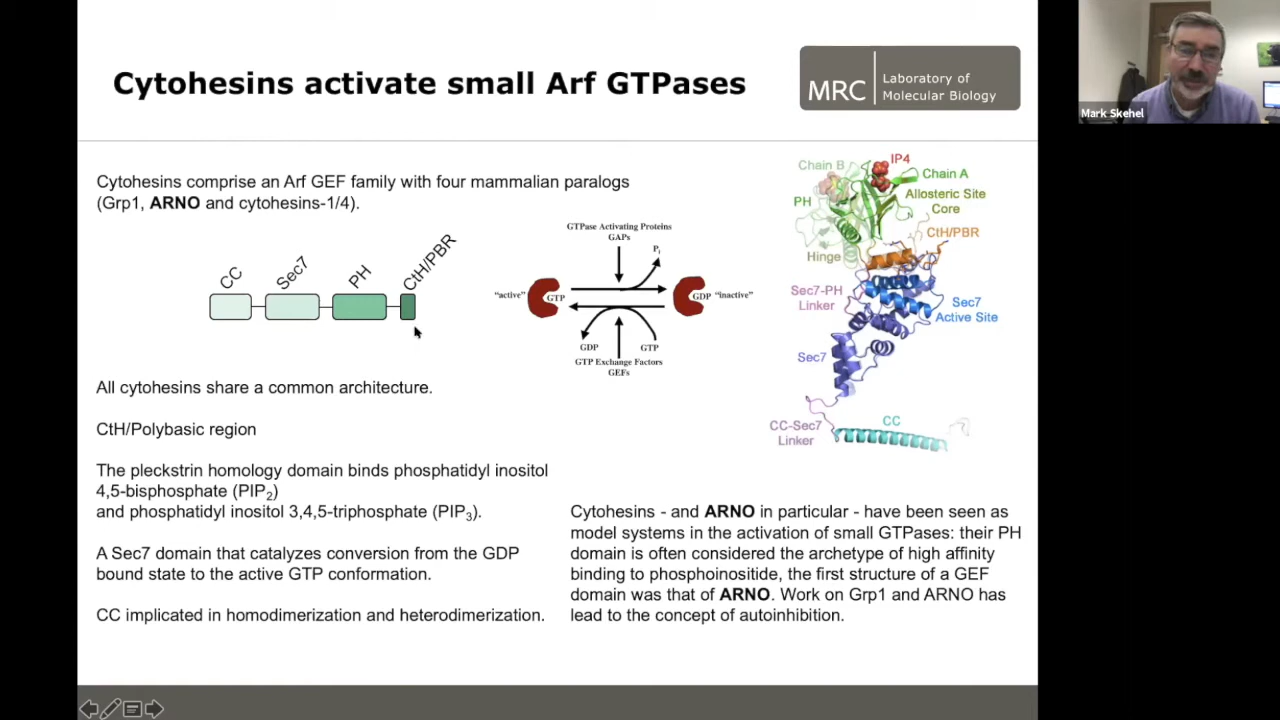 Cytohesins activate small Arf GTPases
MRC
Laboratory of
Molecular Biology
Mark Skehel
Cytohesins comprise an Arf GEF family with four mammalian paralogs
(Grp1, ARNO and cytohesins-1/4).
CC
Sec7
PH
CtH/PBR
GTPase Activating Proteins
GAPs
Pi
"active"
GTP
GDP
"inactive"
GDP
GTP
GTP Exchange Factors
GEFs
Chain B
IP4
Chain A
PH
Allosteric Site
Core
CtH/PBR
Hinge
Sec7-PH
Linker
Sec7
Active Site
Sec7
CC-Sec7
Linker
CC
All cytohesins share a common architecture.
CtH/Polybasic region
The pleckstrin homology domain binds phosphatidyl inositol
4,5-bisphosphate (PIP2)
and phosphatidyl inositol 3,4,5-triphosphate (PIP3).
A Sec7 domain that catalyzes conversion from the GDP
bound state to the active GTP conformation.
CC implicated in homodimerization and heterodimerization.
Cytohesins - and ARNO in particular - have been seen as
model systems in the activation of small GTPases: their PH
domain is often considered the archetype of high affinity
binding to phosphoinositide, the first structure of a GEF
domain was that of ARNO. Work on Grp1 and ARNO has
lead to the concept of autoinhibition.